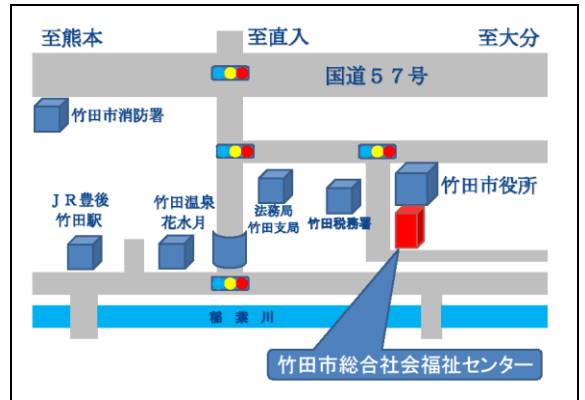 至熊本
至直入
至大分
国道５７号
竹田市消防署
ＪＲ豊後
竹田駅
竹田温泉
花水月
法務局
竹田支局
竹田税務署
竹田市役所
稲葉川
竹田市総合社会福祉センター